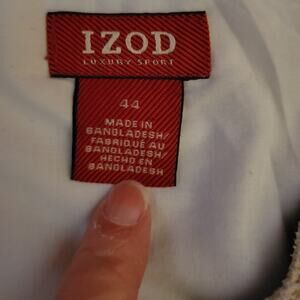 IZOD
LUXURY SPORT
44
MADE IN
BANGLADESH/
FABRIQUÉ AU
BANGLADESH/
HECHO EN
BANGLADESH